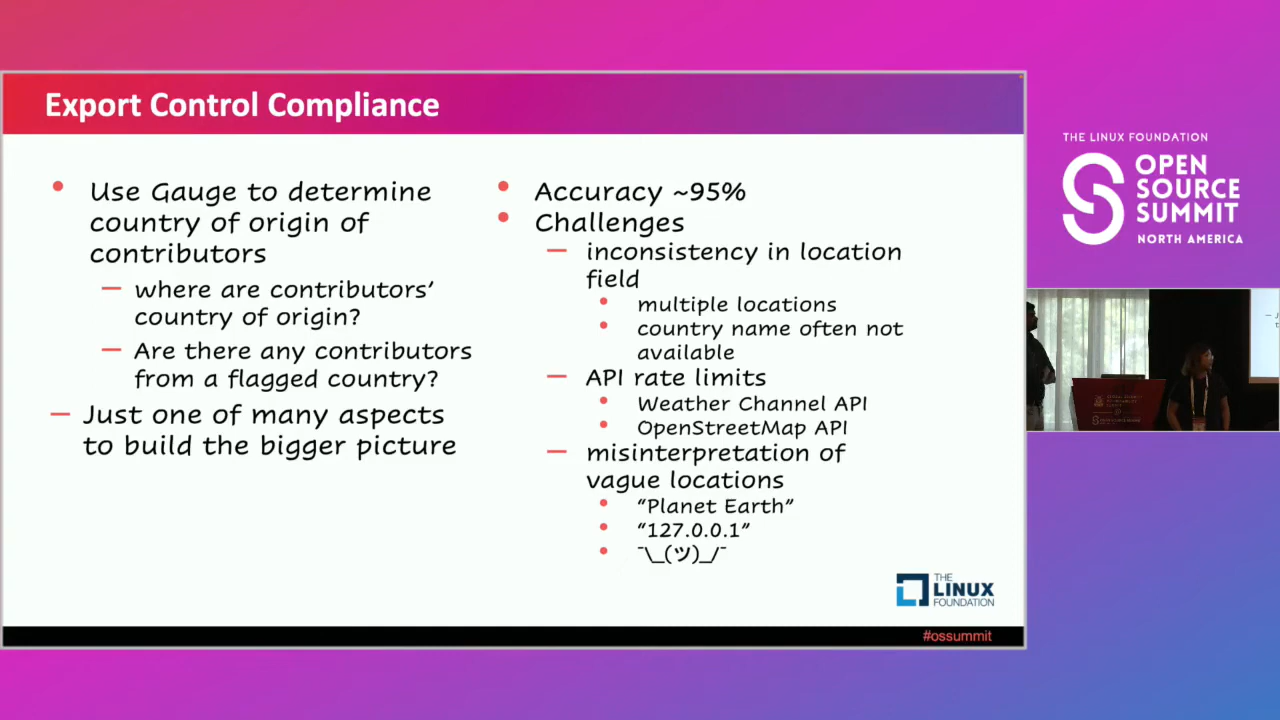 Export Control Compliance
Use Gauge to determine
country of origin of
contributors
— where are contributors'
country of origin?
— Are there any contributors
from a flagged country?
— Just one of many aspects
to build the bigger picture
Accuracy ~95%
Challenges
— inconsistency in location
field
multiple locations
country name often not
available
— API rate limits
Weather Channel API
OpenStreetMap API
— misinterpretation of
vague locations
“Planet Earth”
“127.0.0.1”
¯\_(ツ)_/¯
THE
LINUX
FOUNDATION
#ossummit
THE LINUX FOUNDATION
OPEN
SOURCE
SUMMIT
NORTH AMERICA